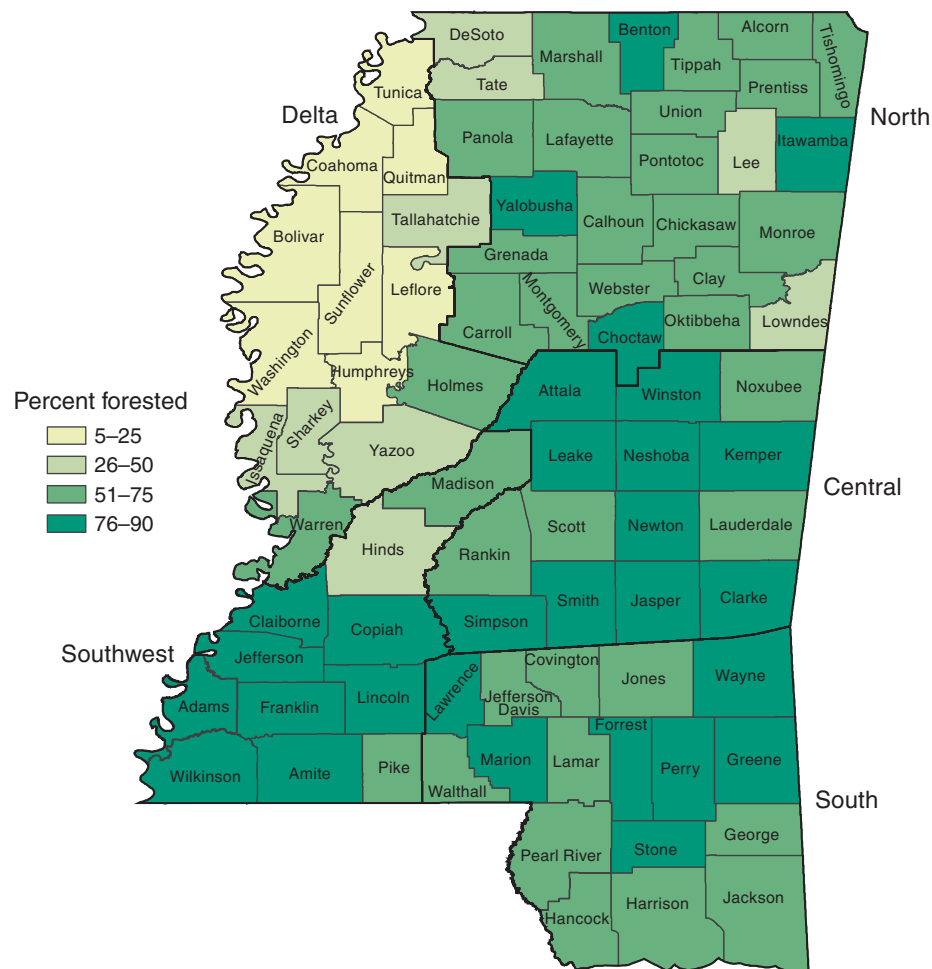 DeSoto
Benton
Alcorn
Marshall
Tippah
Tishomingo
Tunica
Tate
Prentiss
Delta
Union
North
Panola
Lafayette
Itawamba
Coahoma
Quitman
Pontotoc
Lee
Yalobusha
Tallahatchie
Calhoun
Chickasaw
Bolivar
Monroe
Grenada
Sunflower
Leflore
Montgomery
Webster
Clay
Carroll
Choctaw
Oktibbeha
Lowndes
Washington
Humphreys
Holmes
Attala
Winston
Noxubee
Percent forested
5–25
26–50
51–75
76–90
Issaquena
Sharkey
Yazoo
Leake
Neshoba
Kemper
Madison
Central
Warren
Scott
Newton
Lauderdale
Hinds
Rankin
Smith
Jasper
Clarke
Claiborne
Copiah
Simpson
Southwest
Jefferson
Lawrence
Covington
Jones
Wayne
Adams
Franklin
Lincoln
Jefferson
Davis
Forrest
Wilkinson
Amite
Pike
Marion
Lamar
Perry
Greene
Walthall
South
Pearl River
Stone
George
Hancock
Harrison
Jackson